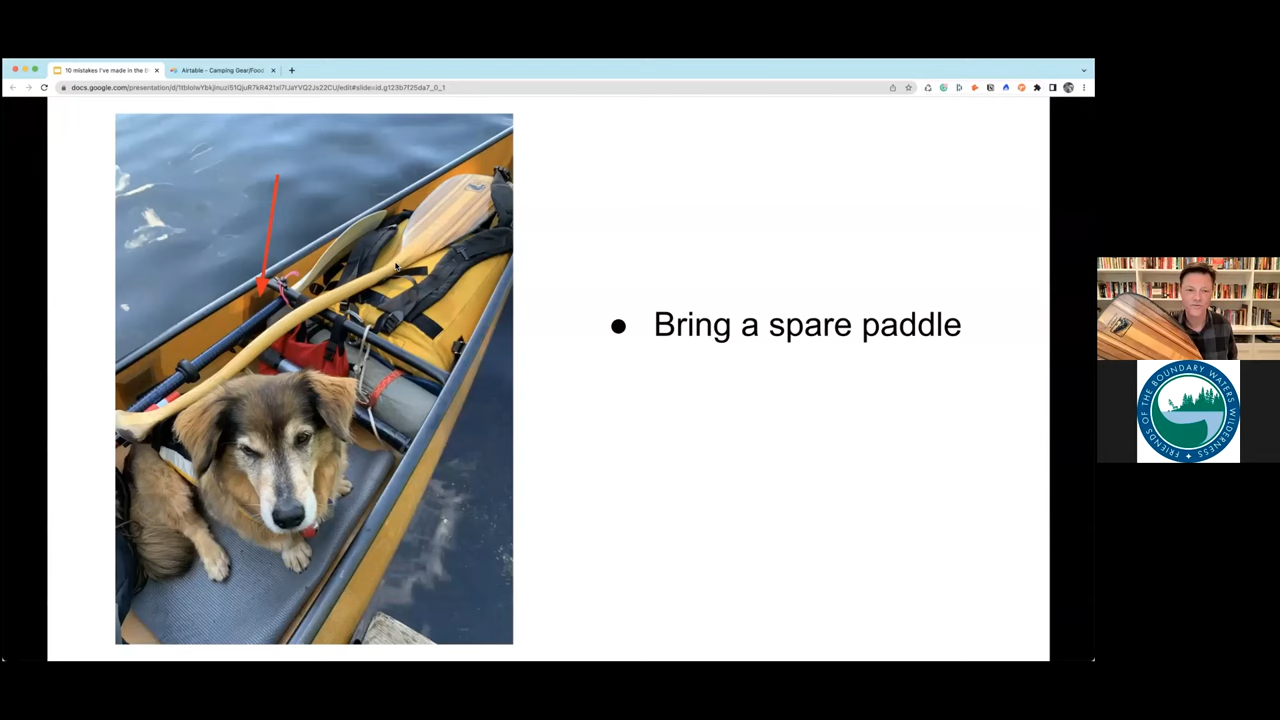 10 mistakes I've made in the B
Airtable - Camping Gear/Food
Bring a spare paddle
FRIENDS OF THE BOUNDARY WATERS WILDERNESS